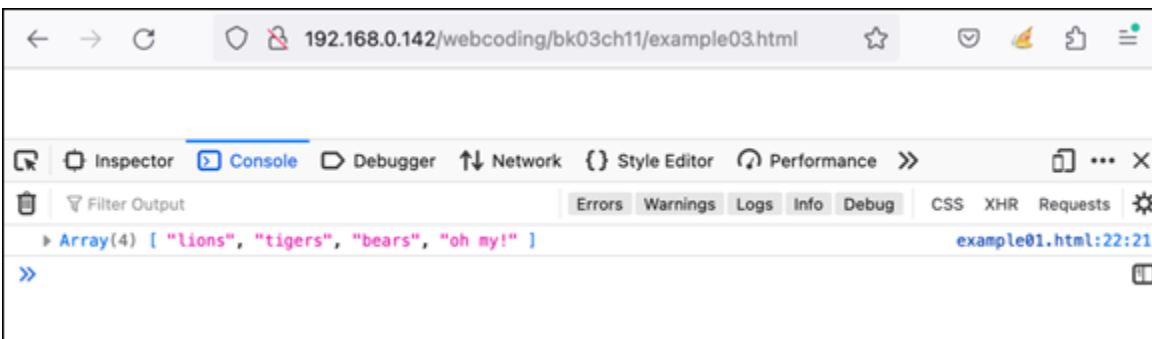 192.168.0.142/webcoding/bk03ch11/example03.html
Inspector Console Debugger Network {} Style Editor Performance
Filter Output Errors Warnings Logs Info Debug CSS XHR Requests
Array(4) [ "lions", "tigers", "bears", "oh my!" ] example01.html:22:21